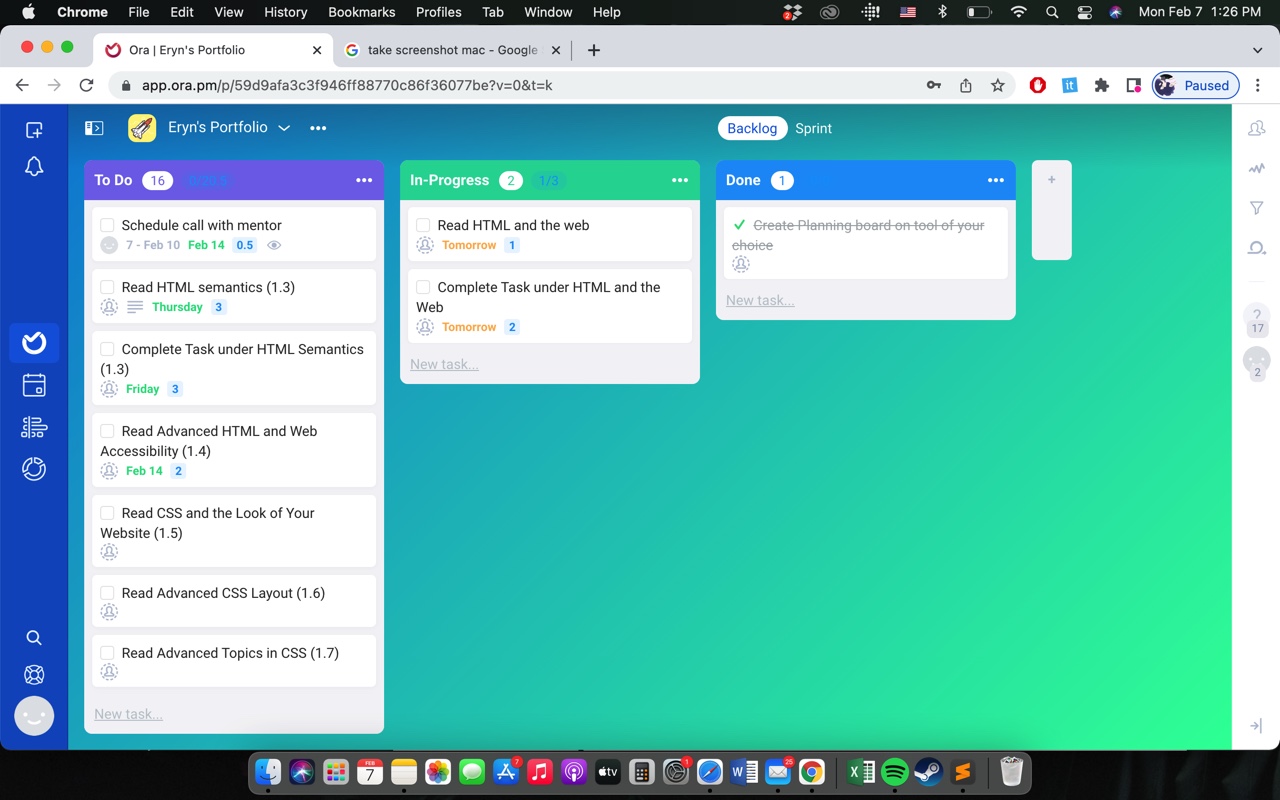 Chrome File Edit View History Bookmarks Profiles Tab Window Help 2 Mon Feb 7 1:26 PM
Ora | Eryn's Portfolio take screenshot mac - Google
app.ora.pm/p/59d9afa3c3f946ff88770c86f36077be?v=0&t=k it Paused
Eryn's Portfolio Backlog Sprint
To Do 16
Schedule call with mentor
7 - Feb 10 Feb 14 0.5
Read HTML semantics (1.3)
Thursday 3
Complete Task under HTML Semantics
(1.3)
Friday 3
Read Advanced HTML and Web
Accessibility (1.4)
Feb 14 2
Read CSS and the Look of Your
Website (1.5)
Read Advanced CSS Layout (1.6)
Read Advanced Topics in CSS (1.7)
New task...
In-Progress 2 1/3
Read HTML and the web
Tomorrow 1
Complete Task under HTML and the
Web
Tomorrow 2
New task...
Done 1
Create Planning board on tool of your
choice
New task...
+
?
17
2
FEB
7
7
tv
1
W
25
X
S